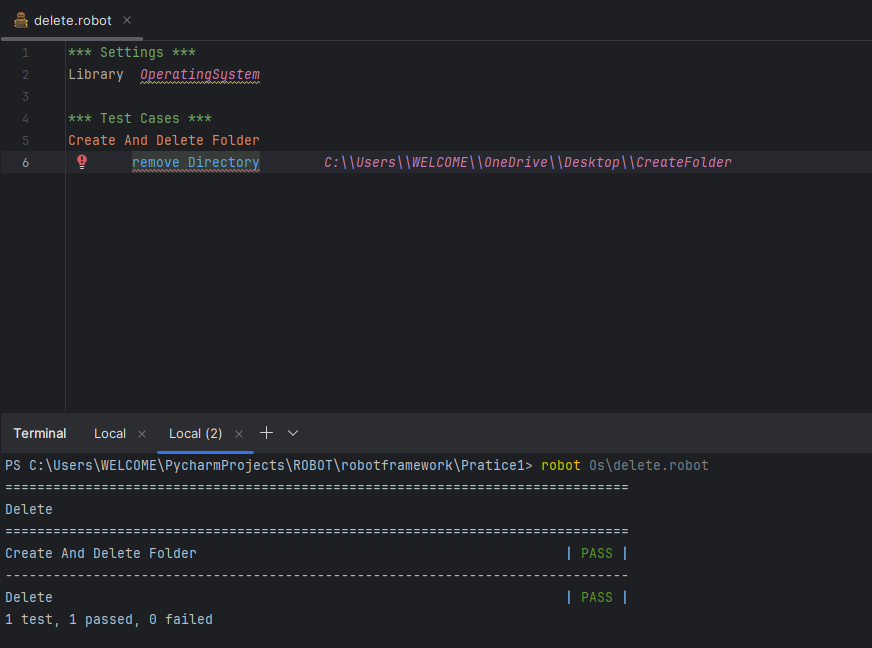 delete.robot
1 *** Settings ***
2 Library OperatingSystem
3
4 *** Test Cases ***
5 Create And Delete Folder
6 remove Directory C:\\Users\\WELCOME\\OneDrive\\Desktop\\CreateFolder
Terminal Local Local (2)
PS C:\Users\WELCOME\PycharmProjects\ROBOT\robotframework\Pratice1> robot Os\delete.robot
==============================================================================
Delete
==============================================================================
Create And Delete Folder | PASS |
------------------------------------------------------------------------------
Delete | PASS |
1 test, 1 passed, 0 failed